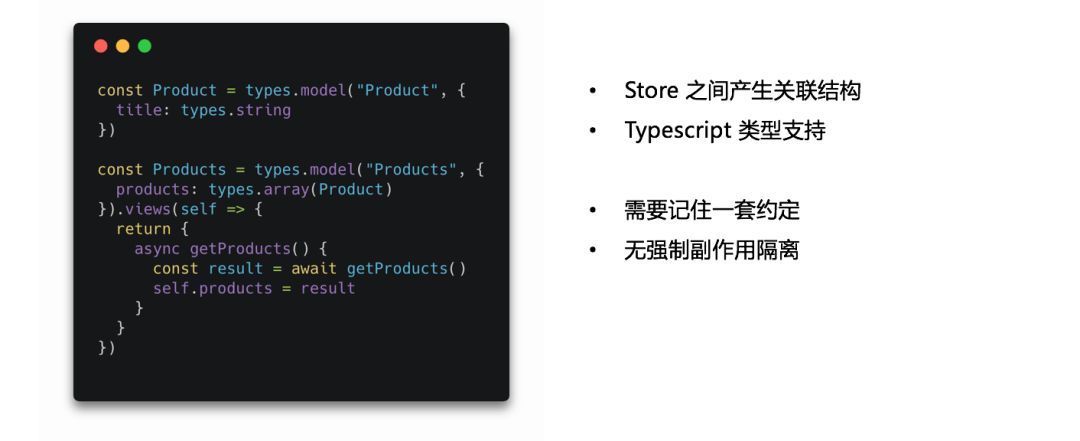 const Product = types.model("Product", {
  title: types.string
})
const Products = types.model("Products", {
  products: types.array(Product)
}).views(self => {
  return {
    async getProducts() {
      const result = await getProducts()
      self.products = result
    }
  }
})
• Store 之间产生关联结构
• Typescript 类型支持
• 需要记住一套约定
• 无强制副作用隔离